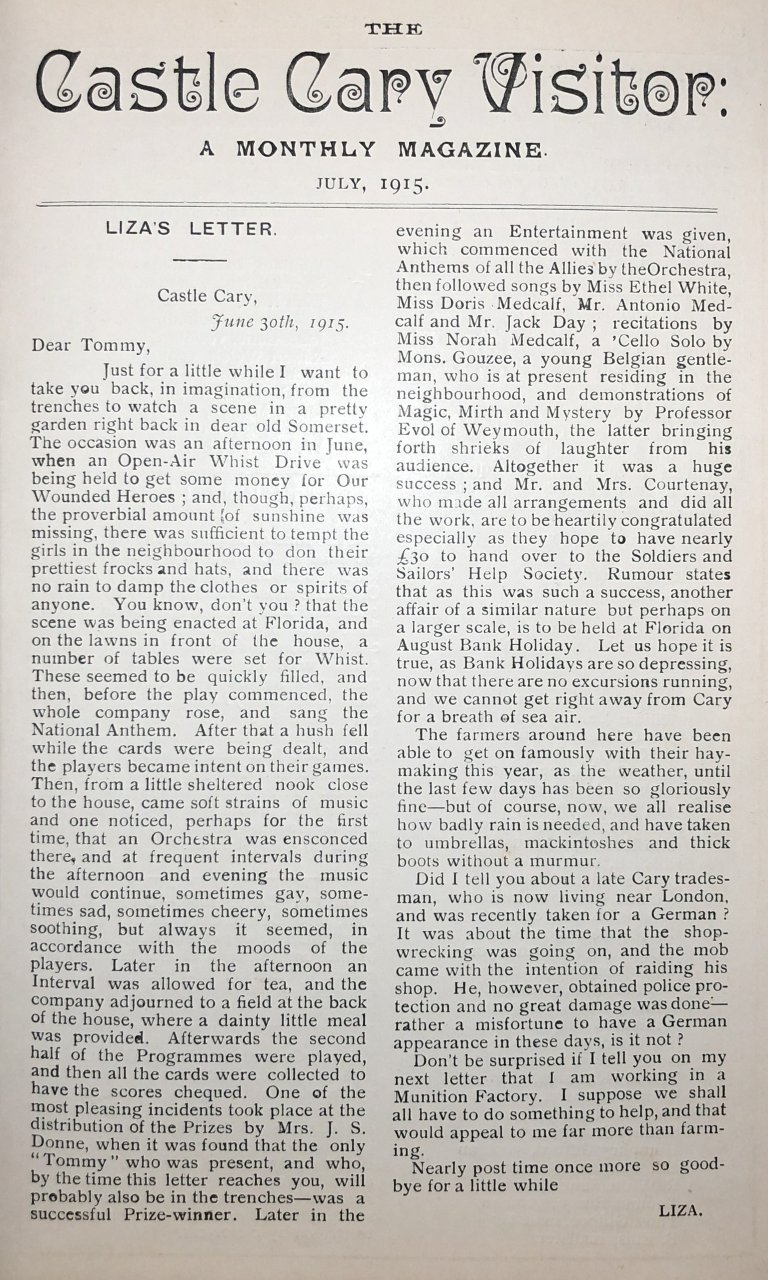 THE
Castle Cary Visitor:
A MONTHLY MAGAZINE.
JULY, 1915.
LIZA'S LETTER.
Castle Cary,
June 30th, 1915.
Dear Tommy,
Just for a little while I want to
take you back, in imagination, from the
trenches to watch a scene in a pretty
garden right back in dear old Somerset.
The occasion was an afternoon in June,
when an Open-Air Whist Drive was
being held to get some money for Our
Wounded Heroes ; and, though, perhaps,
the proverbial amount [of sunshine was
missing, there was sufficient to tempt the
girls in the neighbourhood to don their
prettiest frocks and hats, and there was
no rain to damp the clothes or spirits of
anyone. You know, don't you ? that the
scene was being enacted at Florida, and
on the lawns in front of the house, a
number of tables were set for Whist.
These seemed to be quickly filled, and
then, before the play commenced, the
whole company rose, and sang the
National Anthem. After that a hush fell
while the cards were being dealt, and
the players became intent on their games.
Then, from a little sheltered nook close
to the house, came soft strains of music
and one noticed, perhaps for the first
time, that an Orchestra was ensconced
there, and at frequent intervals during
the afternoon and evening the music
would continue, sometimes gay, some-
times sad, sometimes cheery, sometimes
soothing, but always it seemed, in
accordance with the moods of the
players. Later in the afternoon an
Interval was allowed for tea, and the
company adjourned to a field at the back
of the house, where a dainty little meal
was provided. Afterwards the second
half of the Programmes were played,
and then all the cards were collected to
have the scores chequed. One of the
most pleasing incidents took place at the
distribution of the Prizes by Mrs. J. S.
Donne, when it was found that the only
"Tommy" who was present, and who,
by the time this letter reaches you, will
probably also be in the trenches—was a
successful Prize-winner. Later in the
evening an Entertainment was given,
which commenced with the National
Anthems of all the Allies by theOrchestra,
then followed songs by Miss Ethel White,
Miss Doris Medcalf, Mr. Antonio Med-
calf and Mr. Jack Day ; recitations by
Miss Norah Medcalf, a 'Cello Solo by
Mons. Gouzee, a young Belgian gentle-
man, who is at present residing in the
neighbourhood, and demonstrations of
Magic, Mirth and Mystery by Professor
Evol of Weymouth, the latter bringing
forth shrieks of laughter from his
audience. Altogether it was a huge
success ; and Mr. and Mrs. Courtenay,
who made all arrangements and did all
the work, are to be heartily congratulated
especially as they hope to have nearly
£30 to hand over to the Soldiers and
Sailors' Help Society. Rumour states
that as this was such a success, another
affair of a similar nature but perhaps on
a larger scale, is to be held at Florida on
August Bank Holiday. Let us hope it is
true, as Bank Holidays are so depressing,
now that there are no excursions running,
and we cannot get right away from Cary
for a breath of sea air.
The farmers around here have been
able to get on famously with their hay-
making this year, as the weather, until
the last few days has been so gloriously
fine—but of course, now, we all realise
how badly rain is needed, and have taken
to umbrellas, mackintoshes and thick
boots without a murmur.
Did I tell you about a late Cary trades-
man, who is now living near London,
and was recently taken for a German ?
It was about the time that the shop-
wrecking was going on, and the mob
came with the intention of raiding his
shop. He, however, obtained police pro-
tection and no great damage was done—
rather a misfortune to have a German
appearance in these days, is it not ?
Don't be surprised if I tell you on my
next letter that I am working in a
Munition Factory. I suppose we shall
all have to do something to help, and that
would appeal to me far more than farm-
ing.
Nearly post time once more so good-
bye for a little while
LIZA.